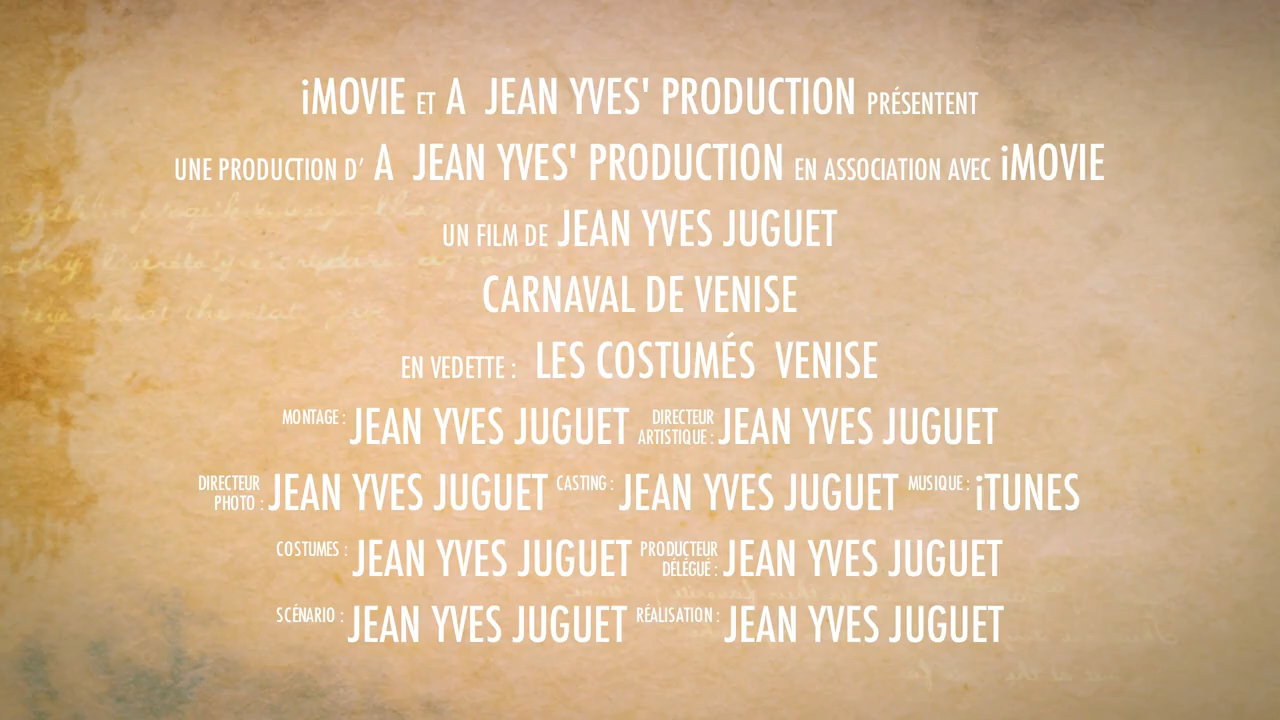 iMOVIE ET A JEAN YVES' PRODUCTION PRÉSENTENT
UNE PRODUCTION D’ A JEAN YVES' PRODUCTION EN ASSOCIATION AVEC iMOVIE
UN FILM DE JEAN YVES JUGUET
CARNAVAL DE VENISE
EN VEDETTE : LES COSTUMÉS VENISE
MONTAGE : JEAN YVES JUGUET DIRECTEUR ARTISTIQUE : JEAN YVES JUGUET
DIRECTEUR PHOTO : JEAN YVES JUGUET CASTING : JEAN YVES JUGUET MUSIQUE : iTUNES
COSTUMES : JEAN YVES JUGUET PRODUCTEUR DÉLÉGUÉ : JEAN YVES JUGUET
SCÉNARIO : JEAN YVES JUGUET RÉALISATION : JEAN YVES JUGUET